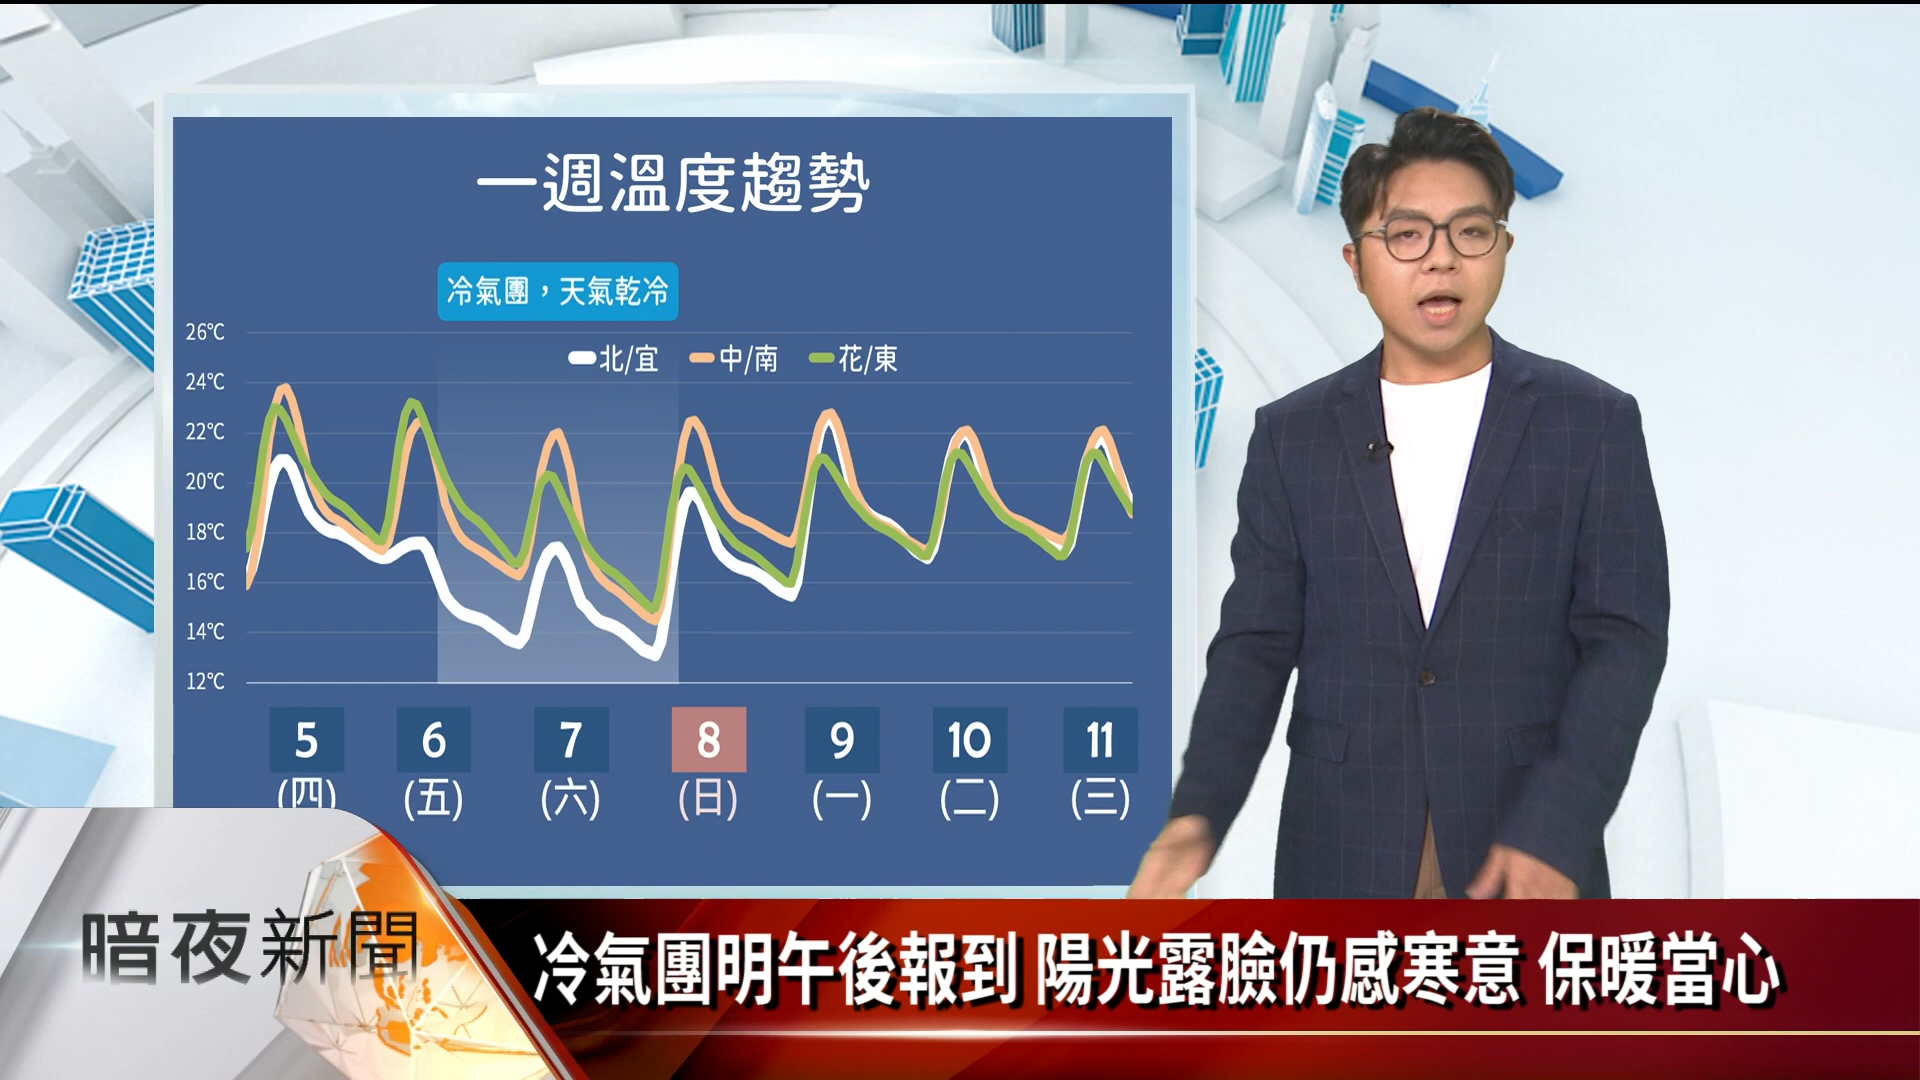 一週溫度趨勢
冷氣團，天氣乾冷
北/宜 中/南 花/東
26°C
24°C
22°C
20°C
18°C
16°C
14°C
12°C
5 6 7 8 9 10 11
(四) (五) (六) (日) (一) (二) (三)
暗夜新聞
冷氣團明午後報到 陽光露臉仍感寒意 保暖當心